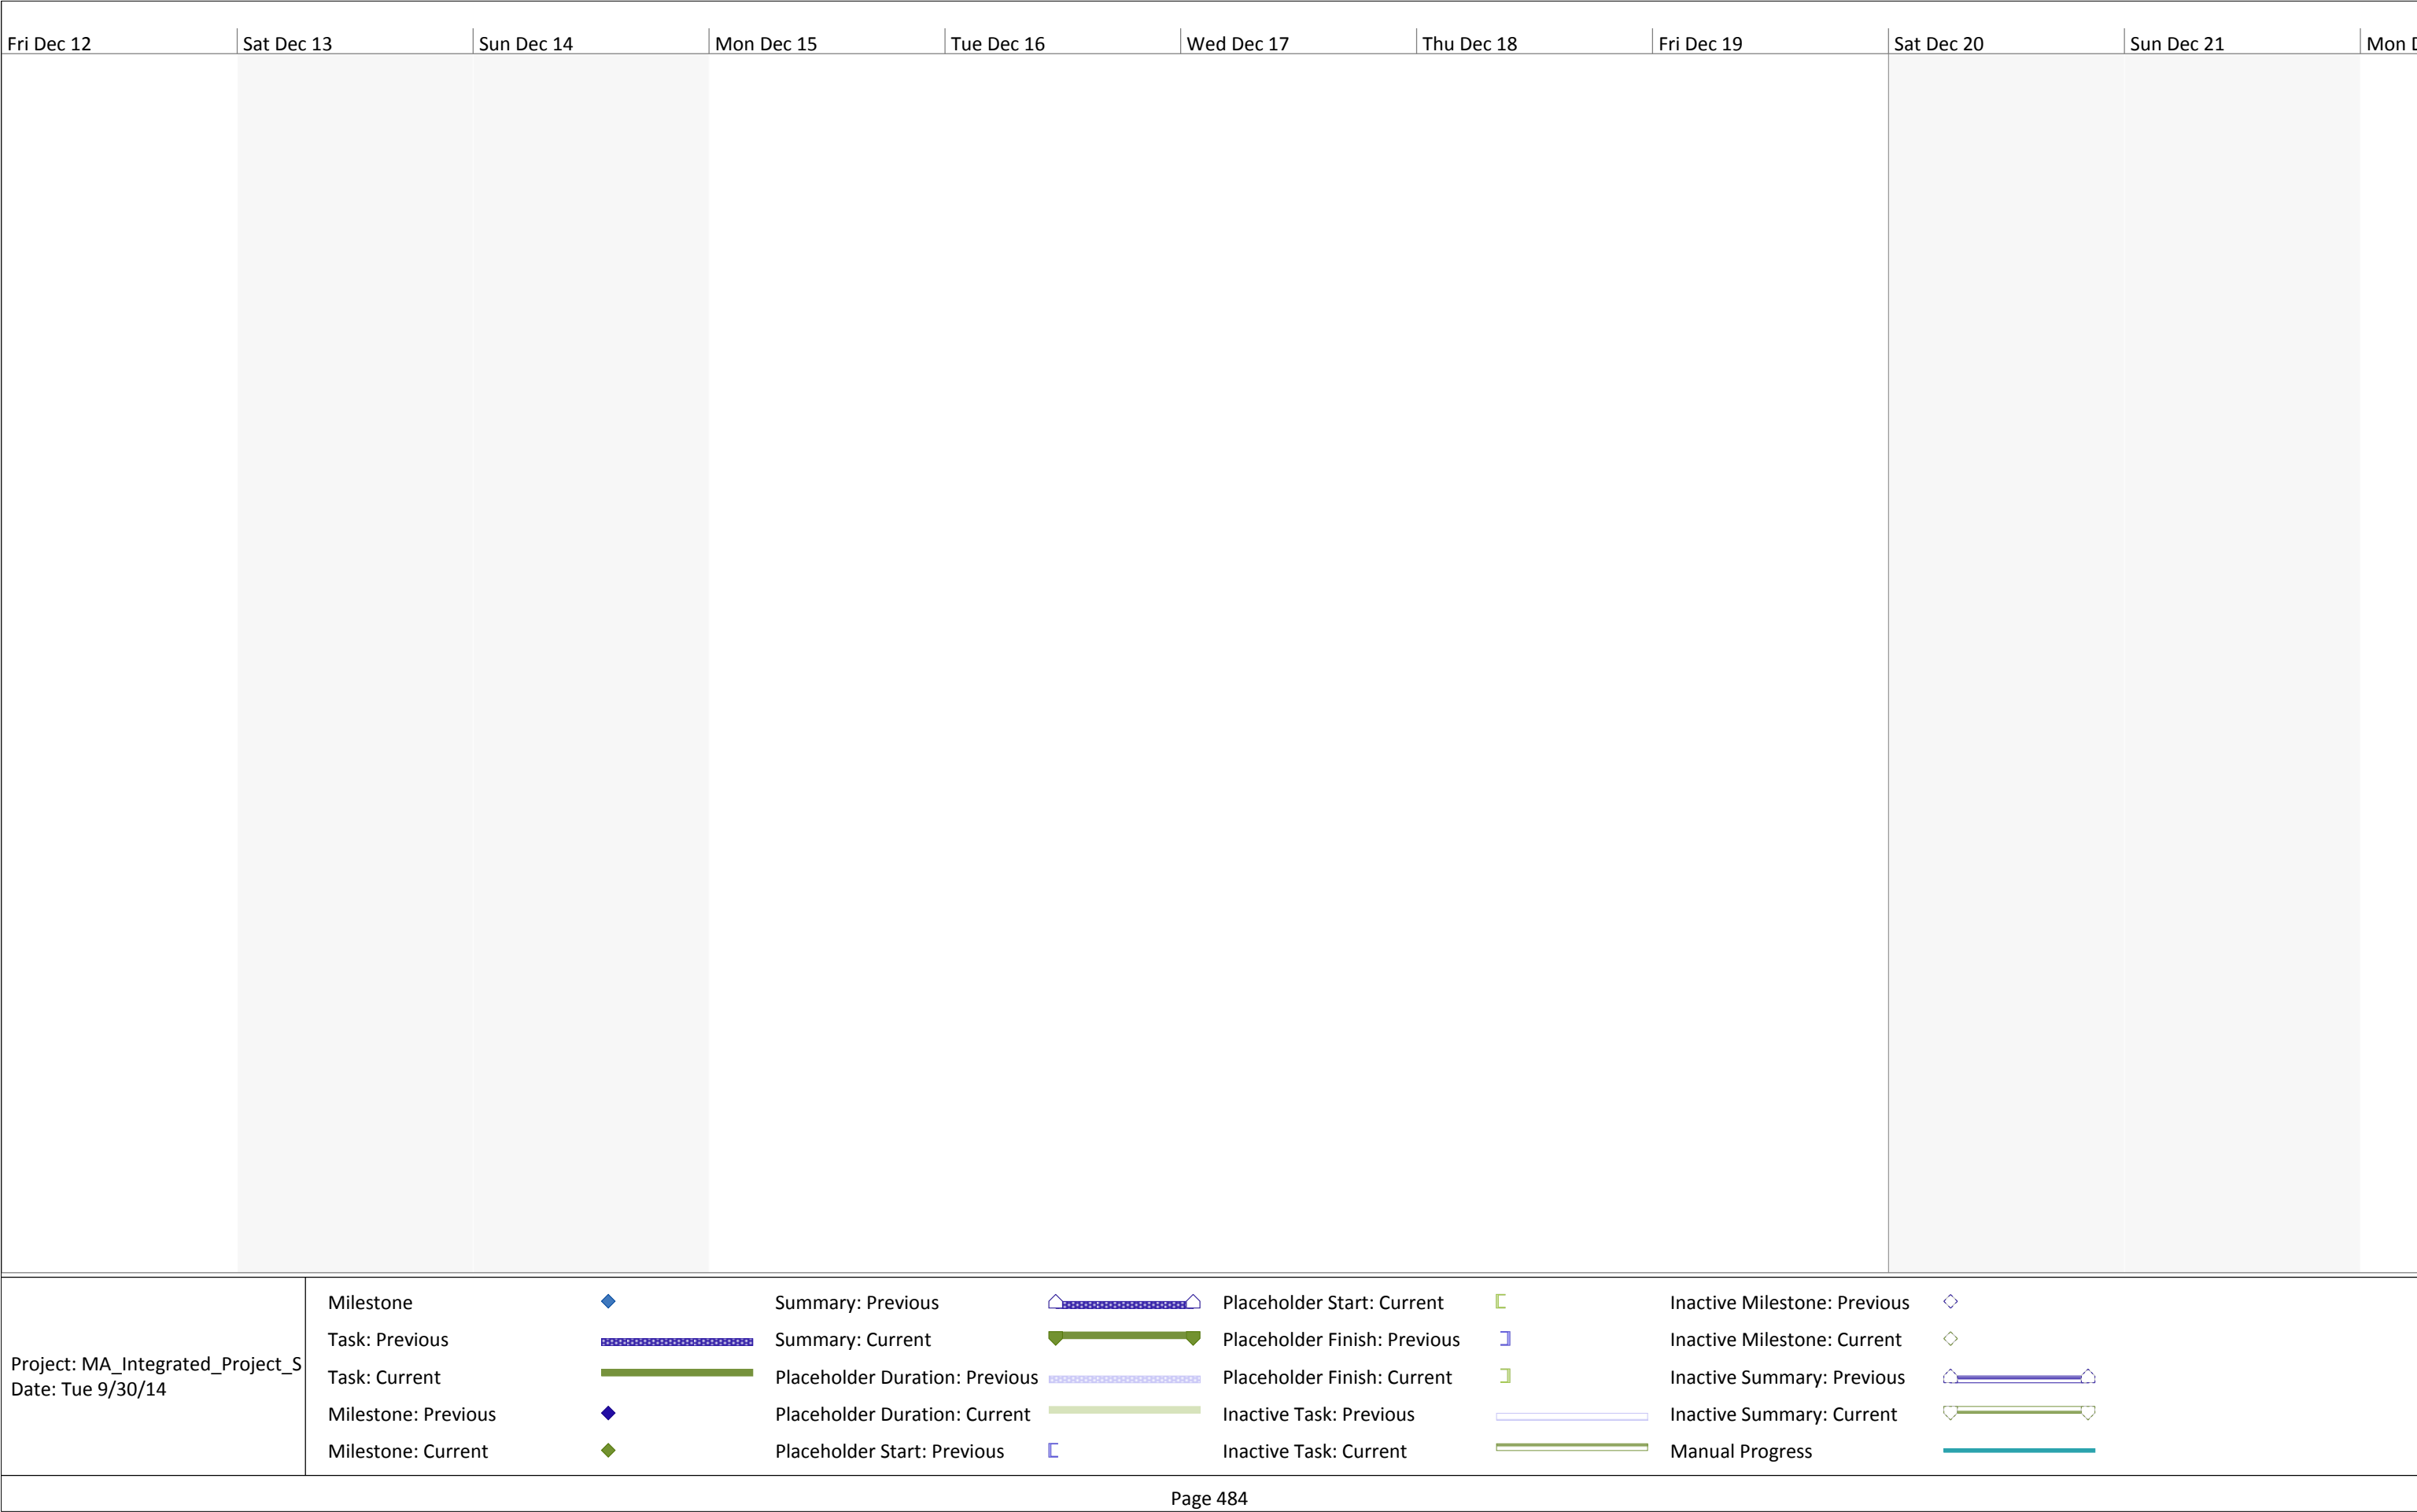 Fri Dec 12 Sat Dec 13 Sun Dec 14 Mon Dec 15 Tue Dec 16 Wed Dec 17 Thu Dec 18 Fri Dec 19 Sat Dec 20 Sun Dec 21 Mon
Project: MA_Integrated_Project_S
Date: Tue 9/30/14
Milestone
Task: Previous
Task: Current
Milestone: Previous
Milestone: Current
Summary: Previous
Summary: Current
Placeholder Duration: Previous
Placeholder Duration: Current
Placeholder Start: Previous
Placeholder Start: Current
Placeholder Finish: Previous
Placeholder Finish: Current
Inactive Task: Previous
Inactive Task: Current
Inactive Milestone: Previous
Inactive Milestone: Current
Inactive Summary: Previous
Inactive Summary: Current
Manual Progress
Page 484